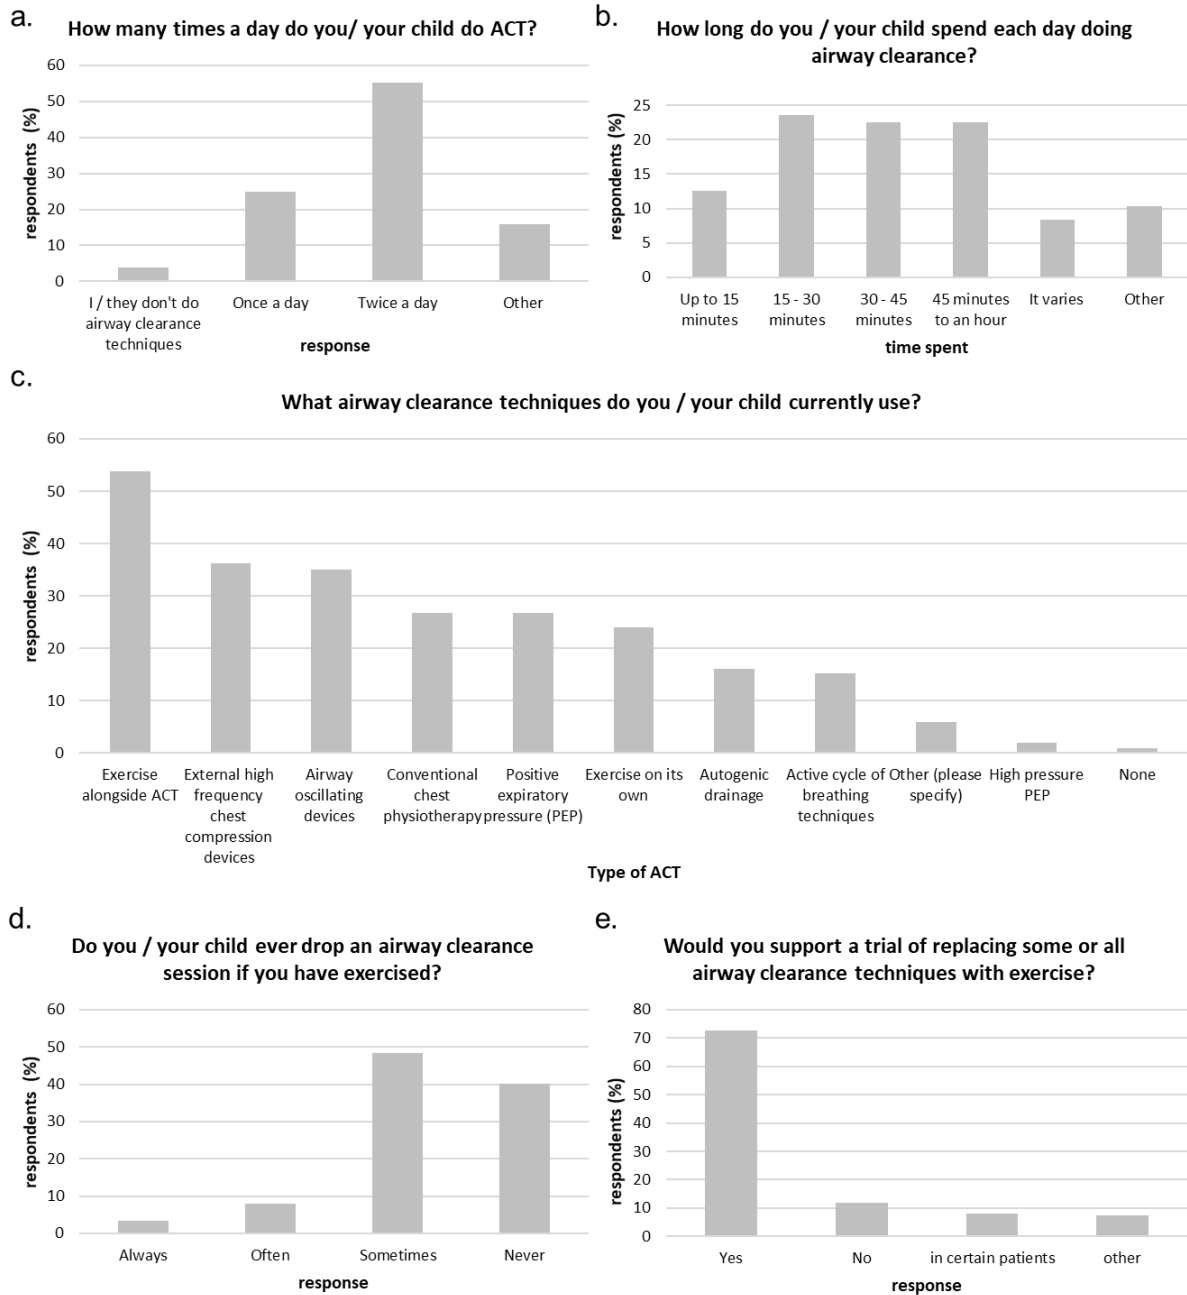 a.
How many times a day do you/ your child do ACT?
60
50
40
30
20
10
0
respondents (%)
I / they don't do
airway clearance
techniques
Once a day
Twice a day
Other
response
b.
How long do you / your child spend each day doing
airway clearance?
25
20
15
10
5
0
respondents (%)
Up to 15
minutes
15 - 30
minutes
30 - 45
minutes
45 minutes
to an hour
It varies
Other
time spent
c.
What airway clearance techniques do you / your child currently use?
60
50
40
30
20
10
0
respondents (%)
Exercise
alongside ACT
External high
frequency
chest
compression
devices
Airway
oscillating
devices
Conventional
chest
physiotherapy
Positive
expiratory
pressure (PEP)
Exercise on its
own
Autogenic
drainage
Active cycle of
breathing
techniques
Other (please
specify)
High pressure
PEP
None
Type of ACT
d.
Do you / your child ever drop an airway clearance
session if you have exercised?
60
50
40
30
20
10
0
respondents (%)
Always
Often
Sometimes
Never
response
e.
Would you support a trial of replacing some or all
airway clearance techniques with exercise?
80
70
60
50
40
30
20
10
0
respondents (%)
Yes
No
in certain patients
other
response